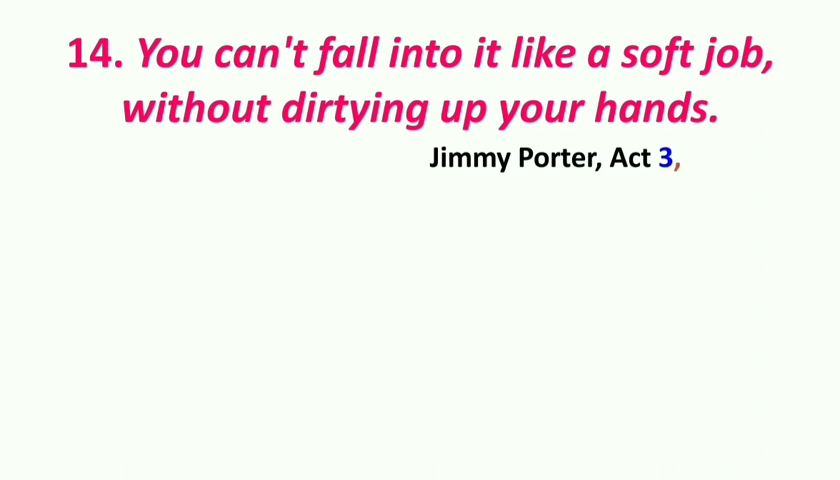 14. You can't fall into it like a soft job,
without dirtying up your hands.
Jimmy Porter, Act 3,